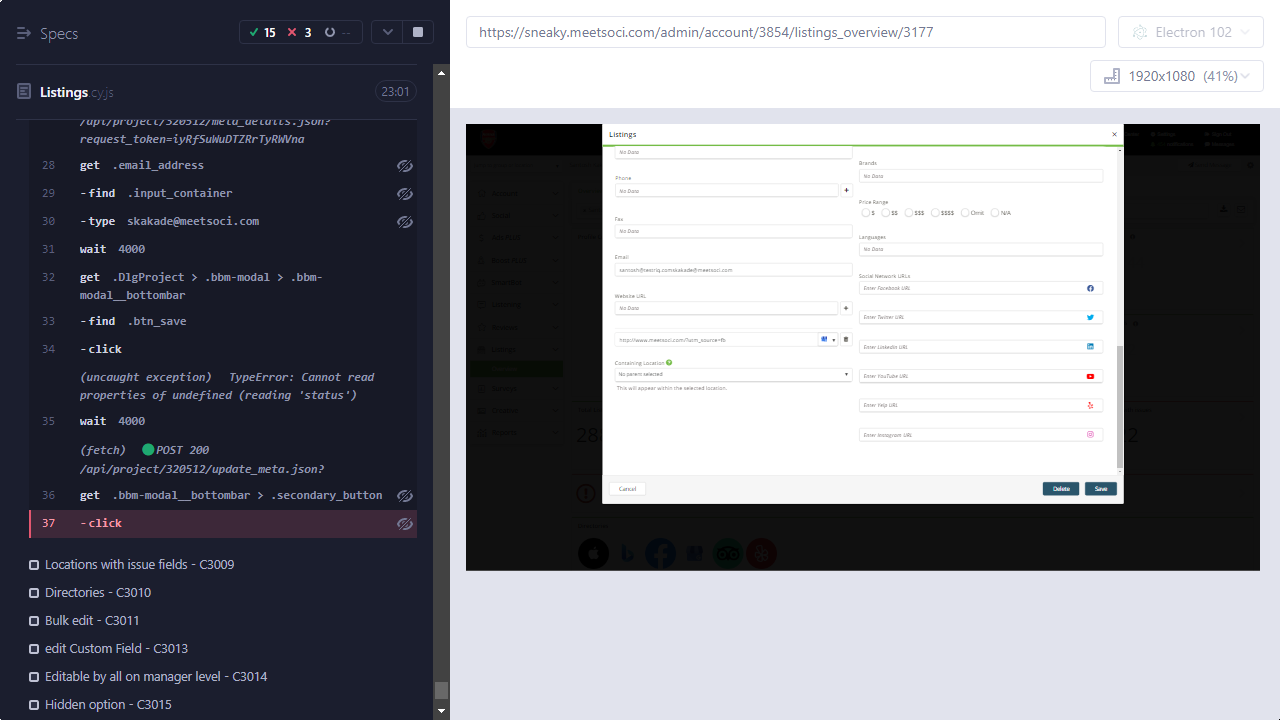 Specs
15
3
--
Listings.cy.js
23:01
/api/project/320512/meta_details.json?
request_token=iyRfSuWuDTZRrTyRWVna
28 get .email_address
29 -find .input_container
30 -type skakade@meetsoci.com
31 wait 4000
32 get .DlgProject > .bbm-modal > .bbm-
modal__bottombar
33 -find .btn_save
34 -click
(uncaught exception) TypeError: Cannot read
properties of undefined (reading 'status')
35 wait 4000
(fetch) POST 200
/api/project/320512/update_meta.json?
36 get .bbm-modal__bottombar > .secondary_button
37 -click
Locations with issue fields - C3009
Directories - C3010
Bulk edit - C3011
edit Custom Field - C3013
Editable by all on manager level - C3014
Hidden option - C3015
https://sneaky.meetsoci.com/admin/account/3854/listings_overview/3177
Electron 102
1920x1080 (41%)
Listings
No Data
Phone
No Data
Fax
No Data
Email
santosh@rewriq.comskakade@meetsoci.com
Website URL
No Data
http://www.meetsoci.com/?utm_source=fb
Containing Location
No parent selected
This will appear within the selected location.
Brands
No Data
Price Range
$ $$ $$$ $$$$ Omit N/A
Languages
No Data
Social Network URLs
Enter Facebook URL
Enter Twitter URL
Enter LinkedIn URL
Enter YouTube URL
Enter Yelp URL
Enter Instagram URL
Cancel
Delete
Save